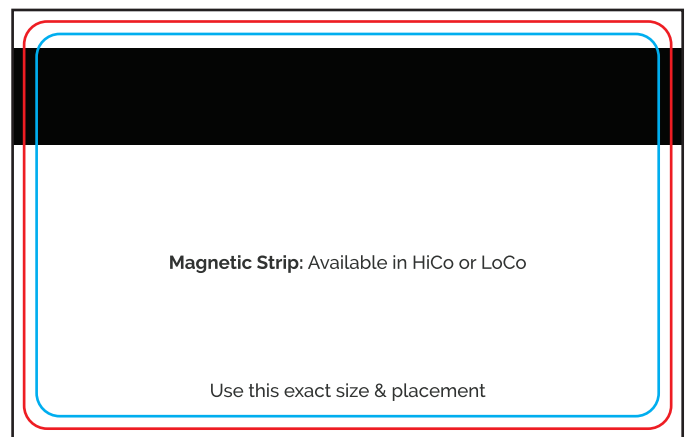 Magnetic Strip: Available in HiCo or LoCo
Use this exact size & placement